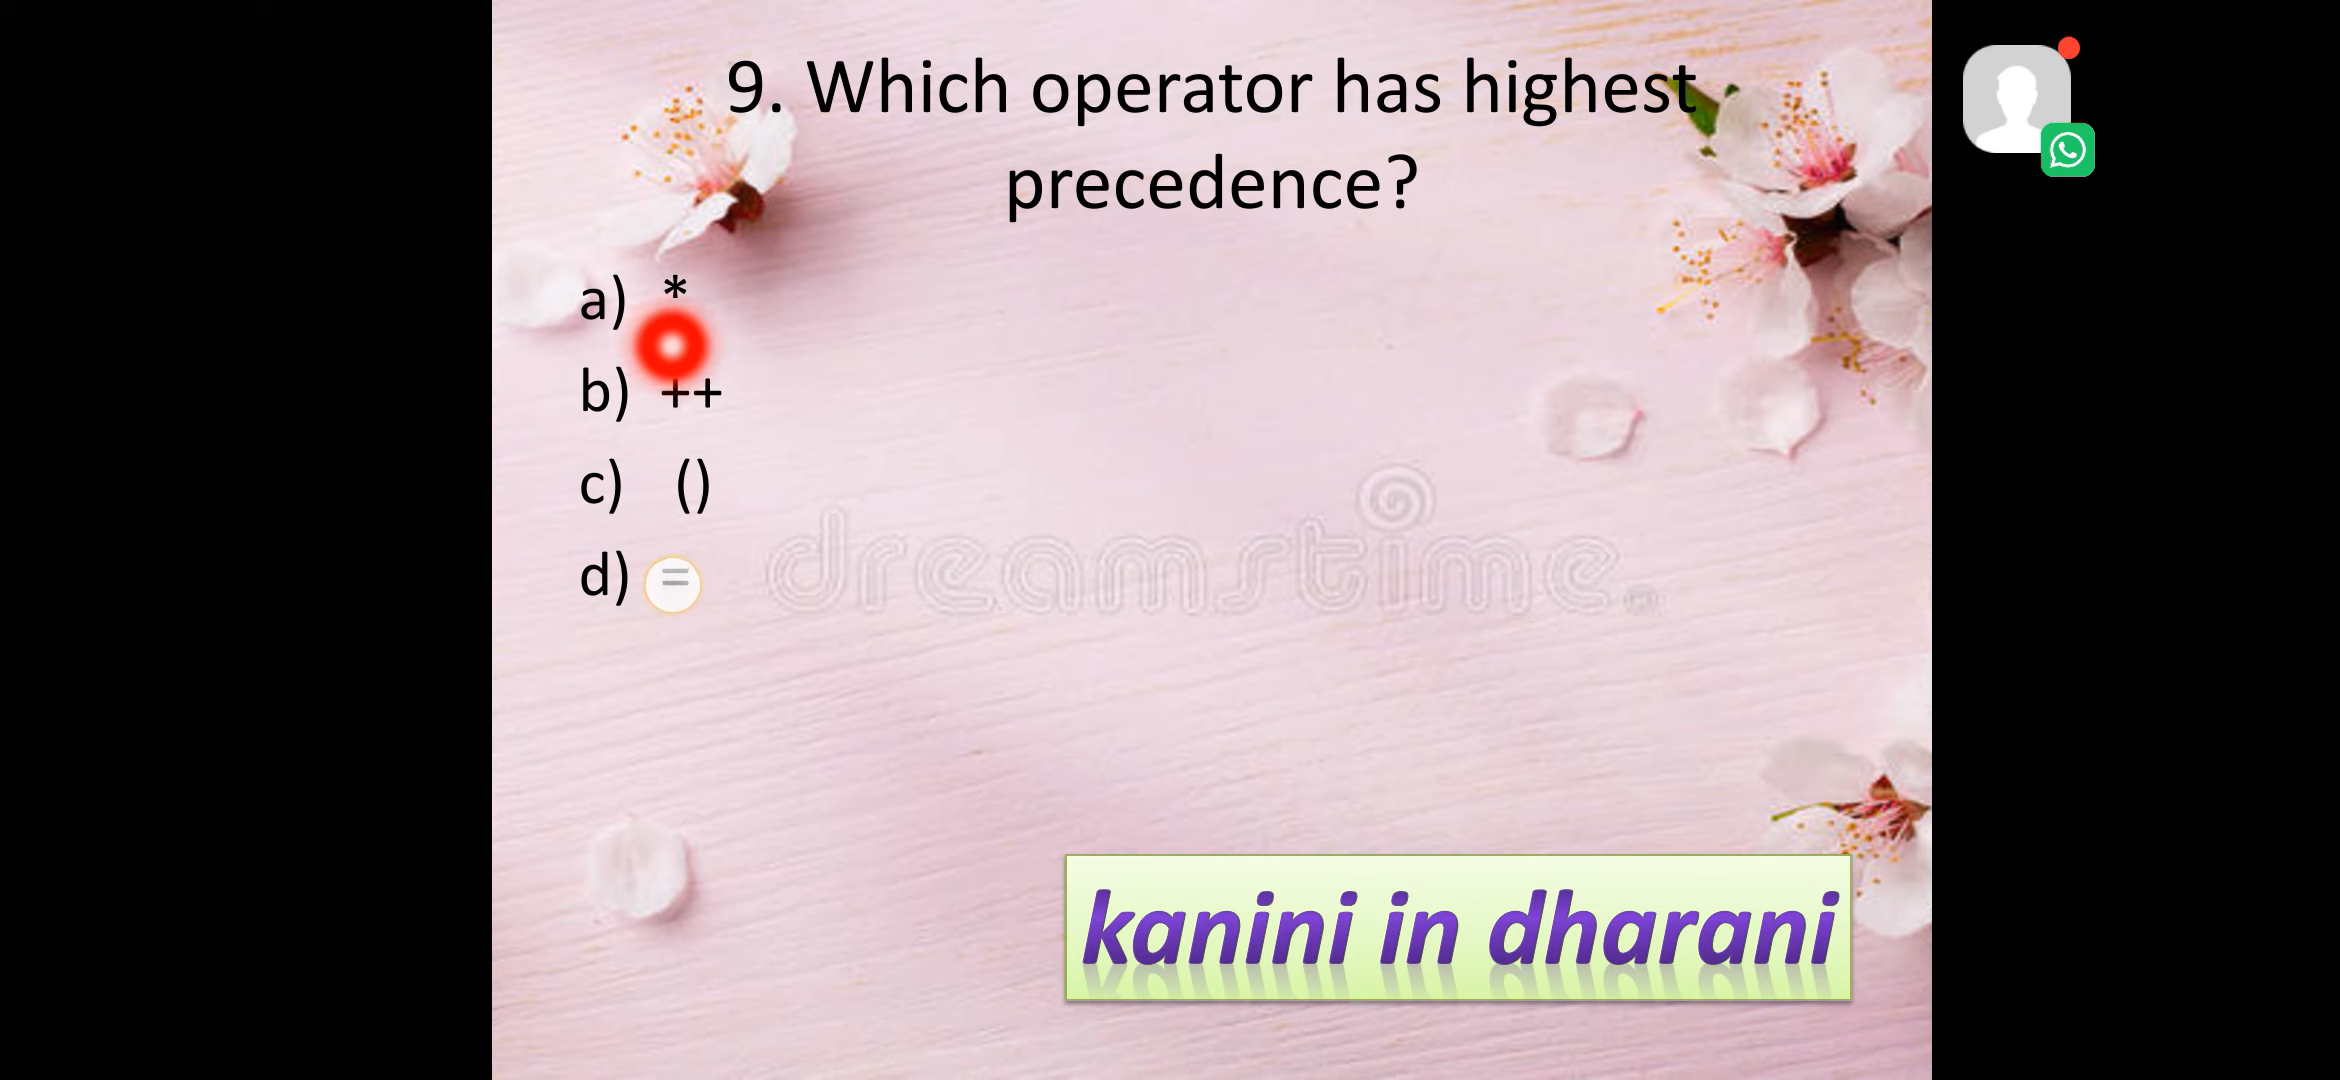 9. Which operator has highest
precedence?
a) *
b) ++
c) ()
d) =
dreamstime.
kanini in dharani